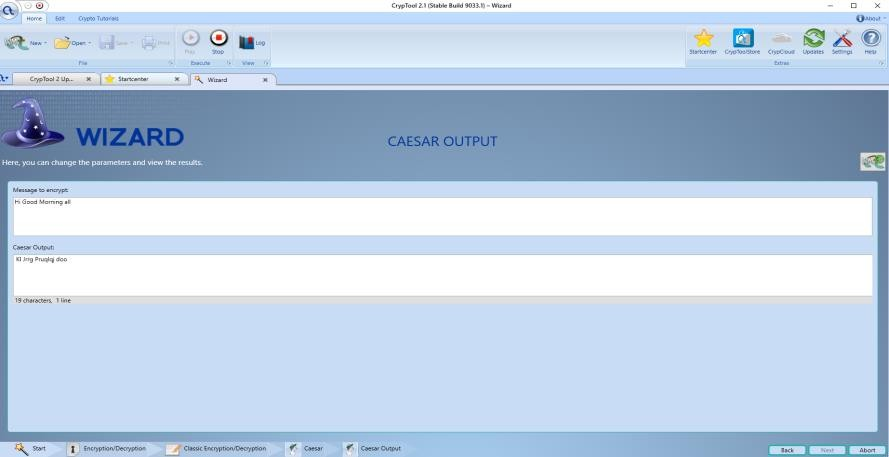 CrypTool 2.1 (Stable Build 9033.1) – Wizard
Home Edit Crypto Tutorials About
New Open Save Print Play Stop Log Startcenter CrypToolStore CrypCloud Updates Settings Help
File Execute View Extras
CrypTool 2 Up... Startcenter Wizard
WIZARD
CAESAR OUTPUT
Here, you can change the parameters and view the results.
Message to encrypt:
Hi Good Morning all
Caesar Output:
Kl Jrrg Pruqlqj doo
19 characters, 1 line
Start Encryption/Decryption Classic Encryption/Decryption Caesar Caesar Output
Back Next Abort